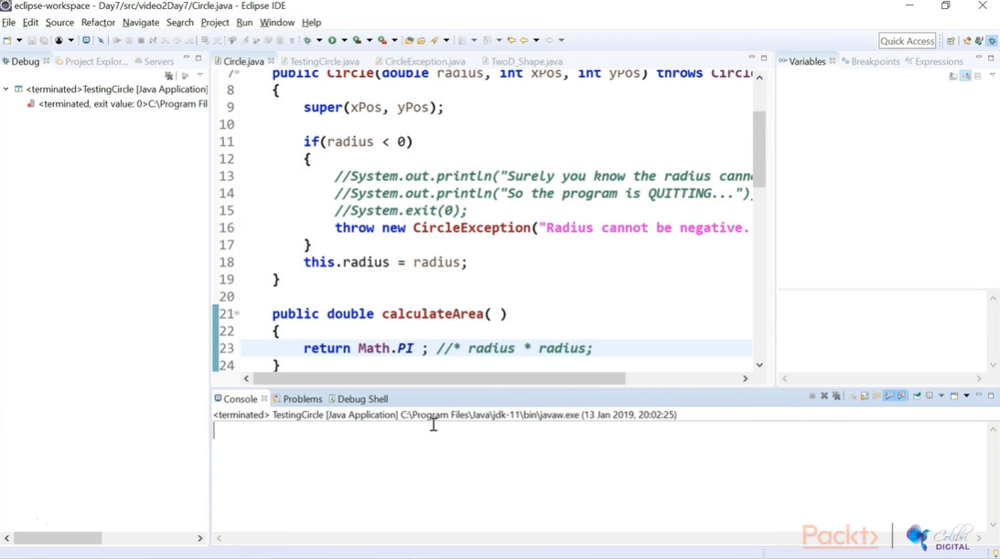 eclipse-workspace - Day7/src/video2Day7/Circle.java - Eclipse IDE
File Edit Source Refactor Navigate Search Project Run Window Help
Quick Access
Debug Project Explor... Servers
Circle.java TestingCircle.java CircleException.java TwoD_Shape.java
Variables Breakpoints Expressions
<terminated>TestingCircle [Java Application]
<terminated, exit value: 0>C:\Program Fil
7 public Circle(double radius, int xPos, int yPos) throws Circl
8 {
9 super(xPos, yPos);
10
11 if(radius < 0)
12 {
13 //System.out.println("Surely you know the radius cann
14 //System.out.println("So the program is QUITTING...")
15 //System.exit(0);
16 throw new CircleException("Radius cannot be negative.
17 }
18 this.radius = radius;
19 }
20
21 public double calculateArea( )
22 {
23 return Math.PI ; //* radius * radius;
24 }
Console Problems Debug Shell
<terminated> TestingCircle [Java Application] C:\Program Files\Java\jdk-11\bin\javaw.exe (13 Jan 2019, 20:02:25)
Packt> Colibri
DIGITAL